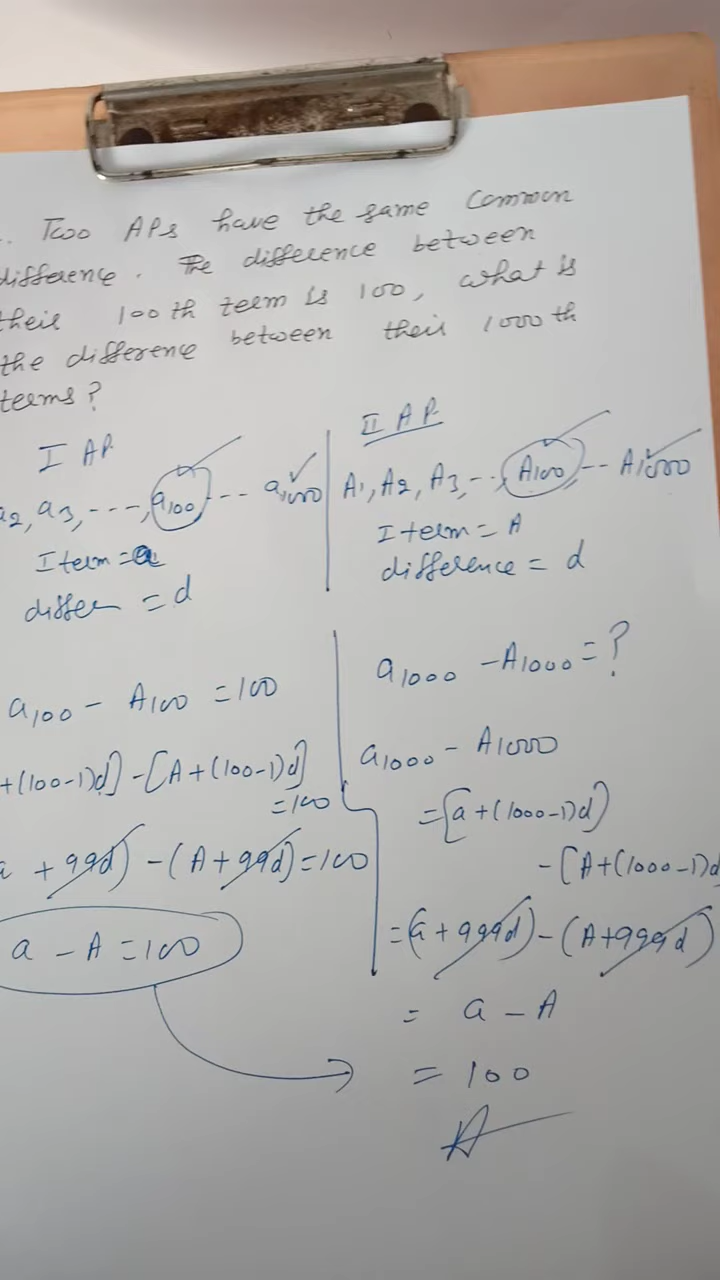 Two APs have the same common
difference. The difference between
their 100th term is 100, what is
the difference between their 1000th
terms?
I AP
a2, a3, ---, a100 --- a1000
I term = a
differ = d
II AP
A1, A2, A3, --, A100, -- A1000
I term = A
difference = d
a100 - A100 = 100
+(100-1)d] - [A+(100-1)d]
= 100
a + 99d) - (A+99d) = 100
a - A = 100
a1000 - A1000 = ?
a1000 - A1000
= [a+(1000-1)d]
- [A+(1000-1)d
= (a+999d) - (A+999d)
= a - A
= 100